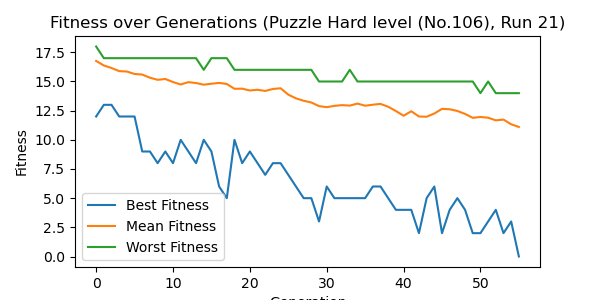 Fitness over Generations (Puzzle Hard level (No.106), Run 21)
17.5
15.0
12.5
10.0
7.5
5.0
2.5
0.0
Fitness
Best Fitness
Mean Fitness
Worst Fitness
0
10
20
30
40
50
Generation